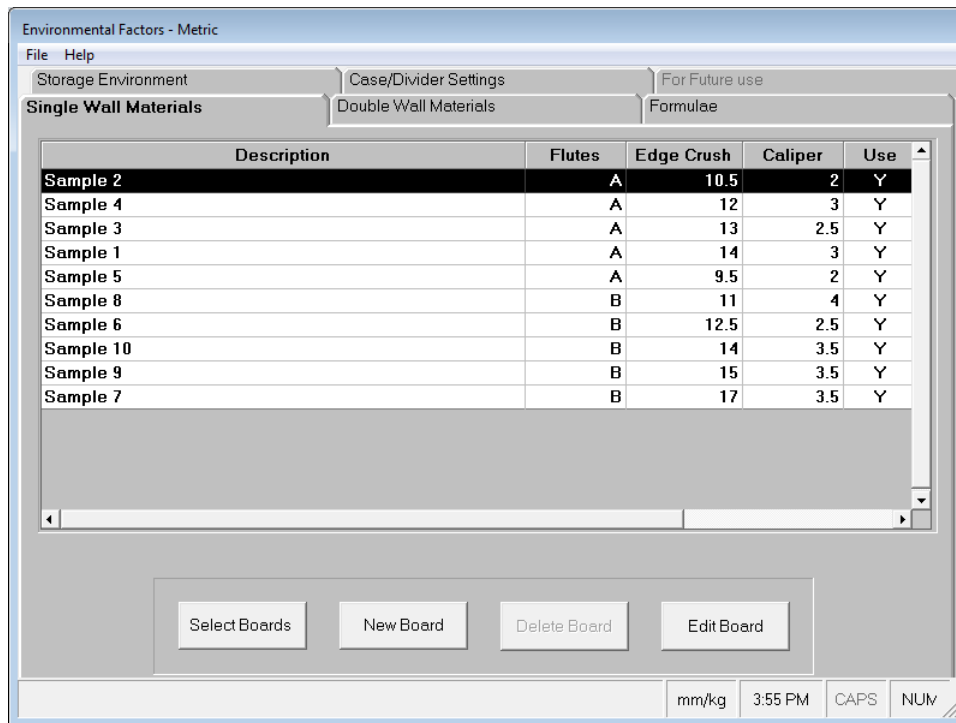 Environmental Factors - Metric
File Help
Storage Environment Case/Divider Settings For Future use
Single Wall Materials Double Wall Materials Formulae
Description Flutes Edge Crush Caliper Use
Sample 2 A 10.5 2 Y
Sample 4 A 12 3 Y
Sample 3 A 13 2.5 Y
Sample 1 A 14 3 Y
Sample 5 A 9.5 2 Y
Sample 8 B 11 4 Y
Sample 6 B 12.5 2.5 Y
Sample 10 B 14 3.5 Y
Sample 9 B 15 3.5 Y
Sample 7 B 17 3.5 Y
Select Boards New Board Delete Board Edit Board
mm/kg 3:55 PM CAPS NUM